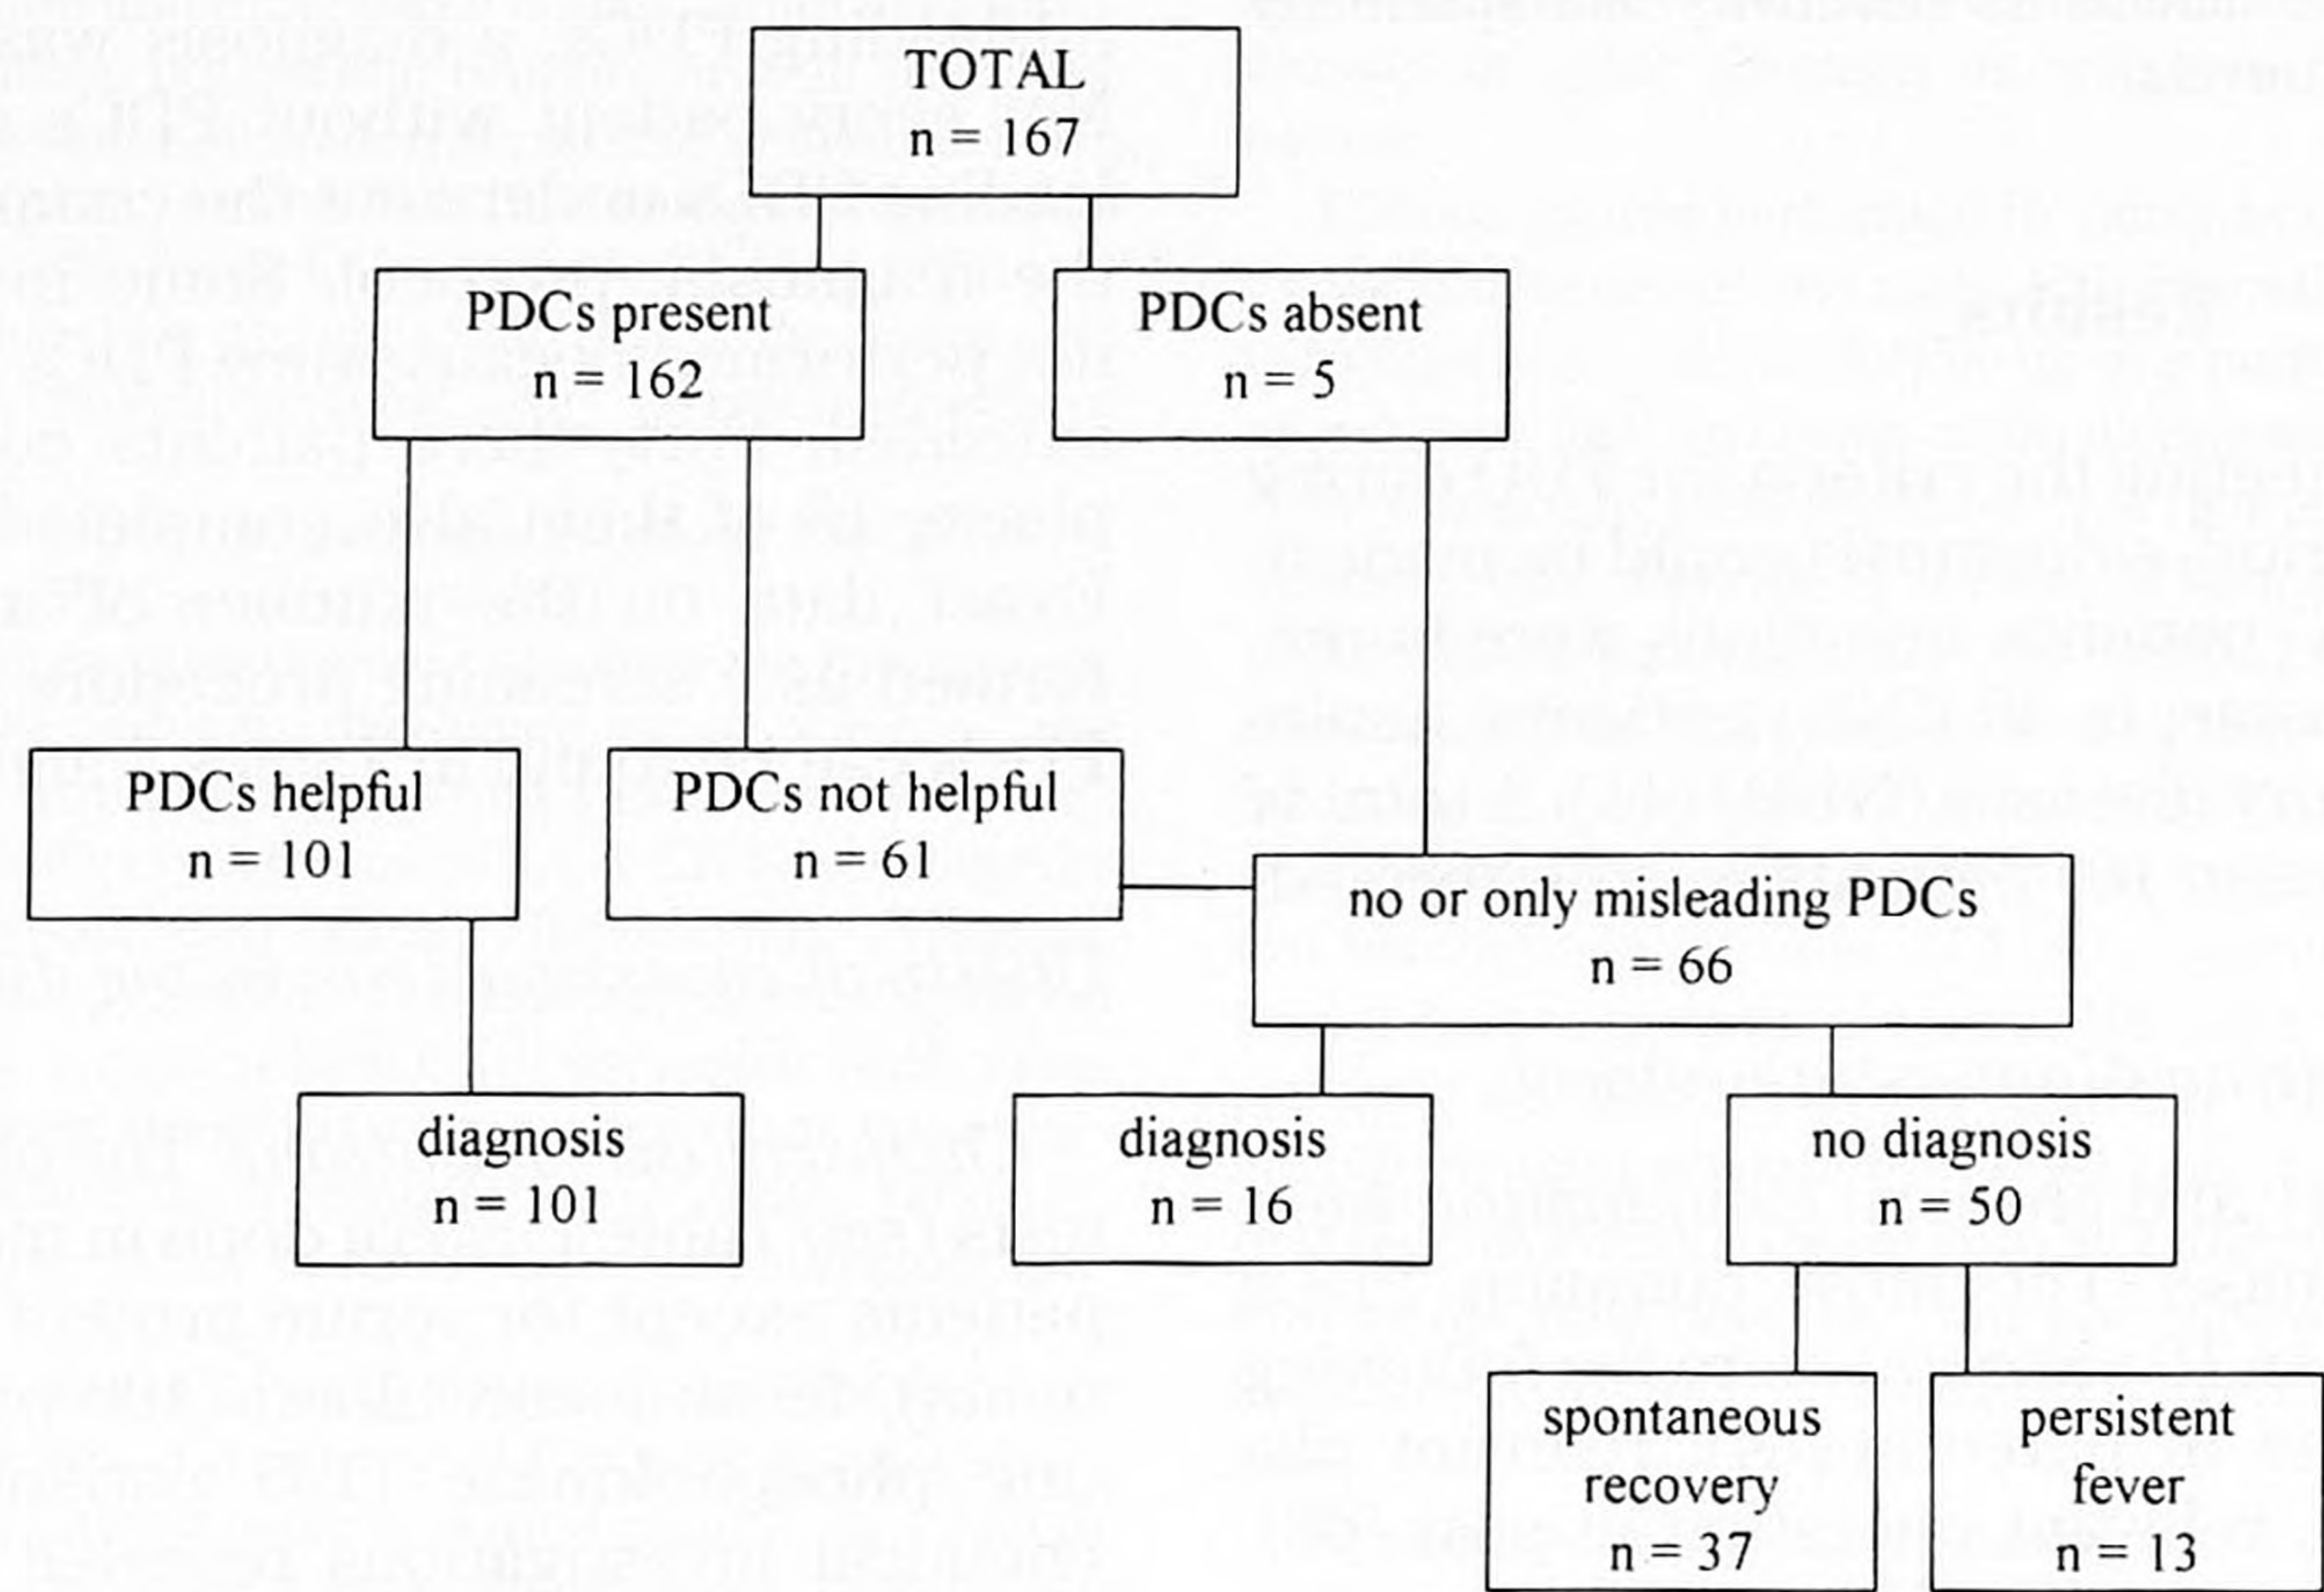 TOTAL
n = 167
PDCs present
n = 162
PDCs absent
n = 5
PDCs helpful
n = 101
PDCs not helpful
n = 61
no or only misleading PDCs
n = 66
diagnosis
n = 101
diagnosis
n = 16
no diagnosis
n = 50
spontaneous
recovery
n = 37
persistent
fever
n = 13